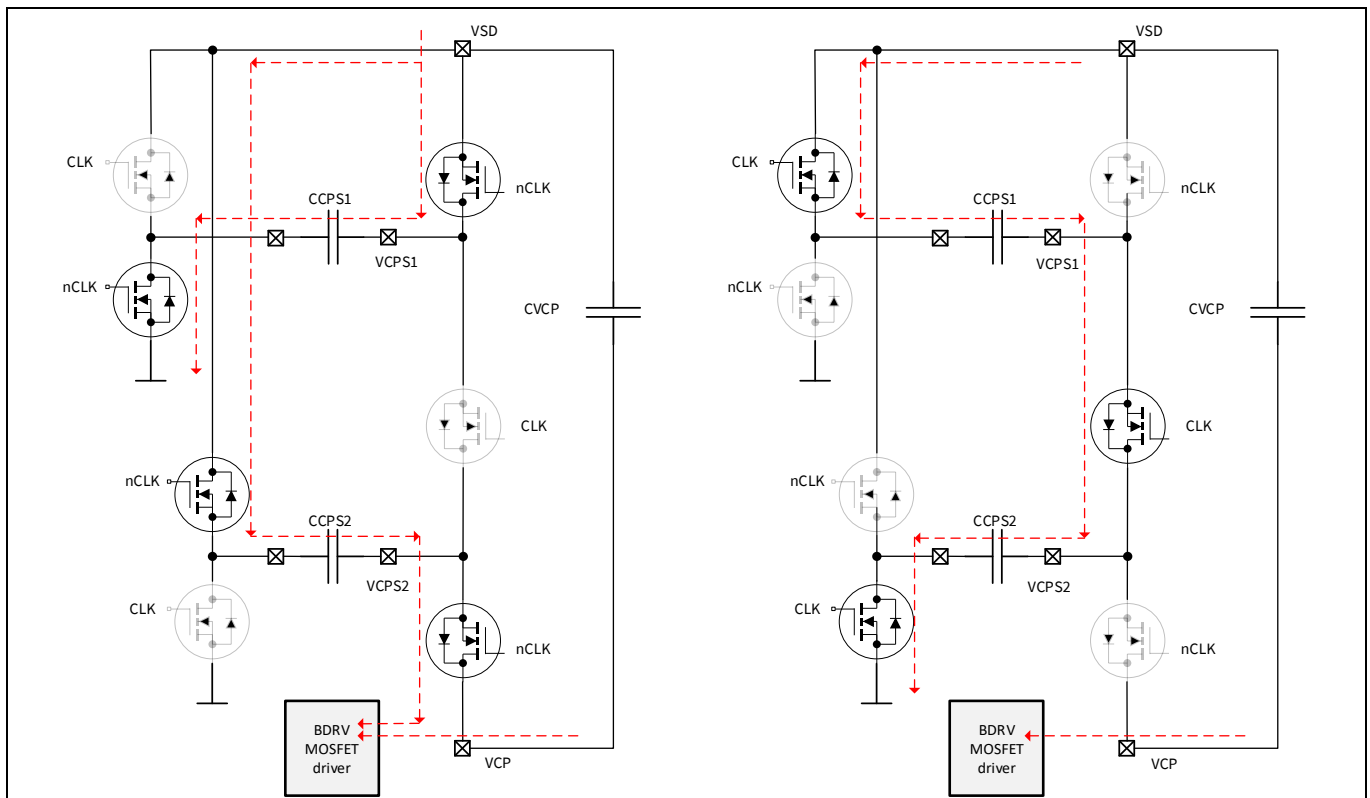 VSD
CLK
nCLK
CCPS1
VCPS1
nCLK
CVCP
CLK
nCLK
CCPS2
VCPS2
CLK
nCLK
BDRV
MOSFET
driver
VCP
VSD
CLK
nCLK
CCPS1
VCPS1
nCLK
CVCP
CLK
nCLK
CCPS2
VCPS2
CLK
nCLK
BDRV
MOSFET
driver
VCP